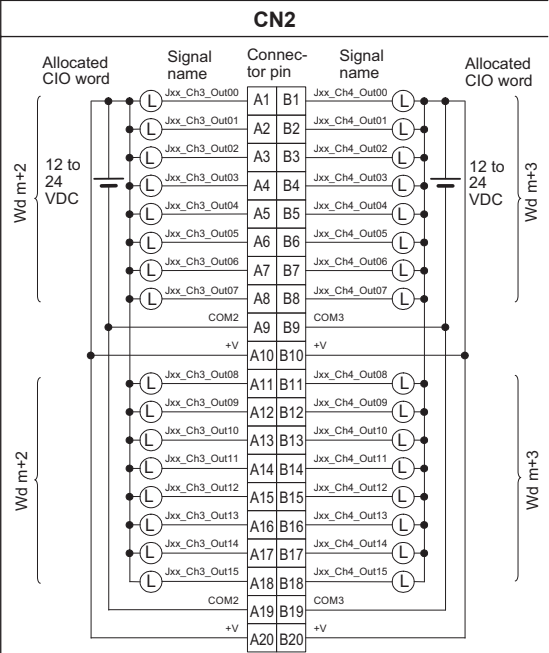 CN2
Allocated CIO word
Signal name
Connec-tor pin
Signal name
Allocated CIO word
Wd m+2
12 to 24 VDC
12 to 24 VDC
Wd m+3
L Jxx_Ch3_Out00 A1 B1 Jxx_Ch4_Out00 L
L Jxx_Ch3_Out01 A2 B2 Jxx_Ch4_Out01 L
L Jxx_Ch3_Out02 A3 B3 Jxx_Ch4_Out02 L
L Jxx_Ch3_Out03 A4 B4 Jxx_Ch4_Out03 L
L Jxx_Ch3_Out04 A5 B5 Jxx_Ch4_Out04 L
L Jxx_Ch3_Out05 A6 B6 Jxx_Ch4_Out05 L
L Jxx_Ch3_Out06 A7 B7 Jxx_Ch4_Out06 L
L Jxx_Ch3_Out07 A8 B8 Jxx_Ch4_Out07 L
COM2 A9 B9 COM3
+V A10 B10 +V
Wd m+2
Wd m+3
L Jxx_Ch3_Out08 A11 B11 Jxx_Ch4_Out08 L
L Jxx_Ch3_Out09 A12 B12 Jxx_Ch4_Out09 L
L Jxx_Ch3_Out10 A13 B13 Jxx_Ch4_Out10 L
L Jxx_Ch3_Out11 A14 B14 Jxx_Ch4_Out11 L
L Jxx_Ch3_Out12 A15 B15 Jxx_Ch4_Out12 L
L Jxx_Ch3_Out13 A16 B16 Jxx_Ch4_Out13 L
L Jxx_Ch3_Out14 A17 B17 Jxx_Ch4_Out14 L
L Jxx_Ch3_Out15 A18 B18 Jxx_Ch4_Out15 L
COM2 A19 B19 COM3
+V A20 B20 +V